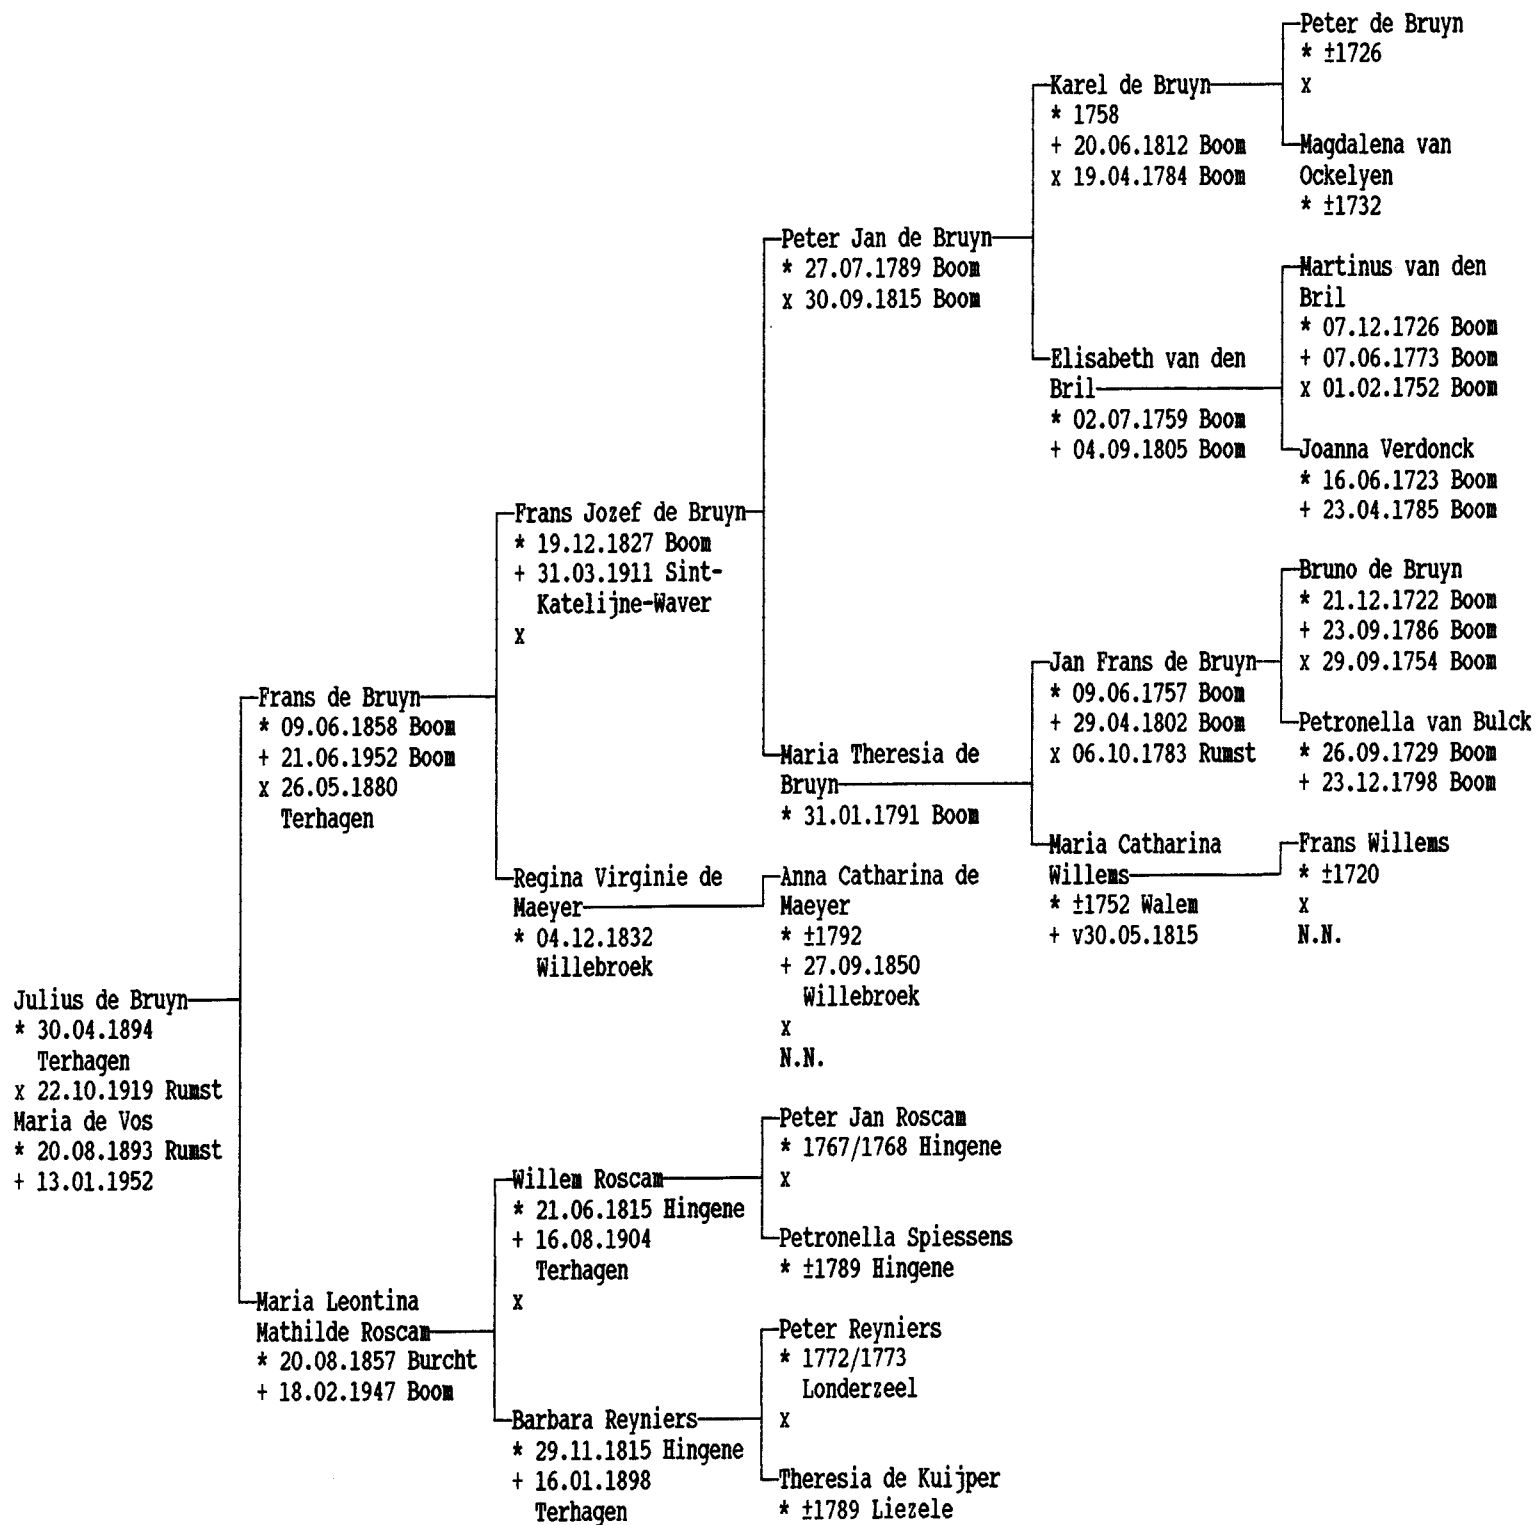 Peter de Bruyn
* ±1726
x
Magdalena van
Ockelyen
* ±1732
Karel de Bruyn
* 1758
+ 20.06.1812 Boom
x 19.04.1784 Boom
Peter Jan de Bruyn
* 27.07.1789 Boom
x 30.09.1815 Boom
Martinus van den
Bril
* 07.12.1726 Boom
+ 07.06.1773 Boom
x 01.02.1752 Boom
Elisabeth van den
Bril
* 02.07.1759 Boom
+ 04.09.1805 Boom
Joanna Verdonck
* 16.06.1723 Boom
+ 23.04.1785 Boom
Frans Jozef de Bruyn
* 19.12.1827 Boom
+ 31.03.1911 Sint-
Katelijne-Waver
x
Bruno de Bruyn
* 21.12.1722 Boom
+ 23.09.1786 Boom
x 29.09.1754 Boom
Jan Frans de Bruyn
* 09.06.1757 Boom
+ 29.04.1802 Boom
x 06.10.1783 Rumst
Petronella van Bulck
* 26.09.1729 Boom
+ 23.12.1798 Boom
Frans de Bruyn
* 09.06.1858 Boom
+ 21.06.1952 Boom
x 26.05.1880
Terhagen
Maria Theresia de
Bruyn
* 31.01.1791 Boom
Maria Catharina
Willems
* ±1752 Walem
+ v30.05.1815
Frans Willems
* ±1720
x
N.N.
Regina Virginie de
Maeyer
* 04.12.1832
Willebroek
Anna Catharina de
Maeyer
* ±1792
+ 27.09.1850
Willebroek
x
N.N.
Julius de Bruyn
* 30.04.1894
Terhagen
x 22.10.1919 Rumst
Maria de Vos
* 20.08.1893 Rumst
+ 13.01.1952
Peter Jan Roscam
* 1767/1768 Hingene
x
Willem Roscam
* 21.06.1815 Hingene
+ 16.08.1904
Terhagen
x
Petronella Spiessens
* ±1789 Hingene
Maria Leontina
Mathilde Roscam
* 20.08.1857 Burcht
+ 18.02.1947 Boom
Peter Reyniers
* 1772/1773
Londerzeel
x
Barbara Reyniers
* 29.11.1815 Hingene
+ 16.01.1898
Terhagen
Theresia de Kuijper
* ±1789 Liezele